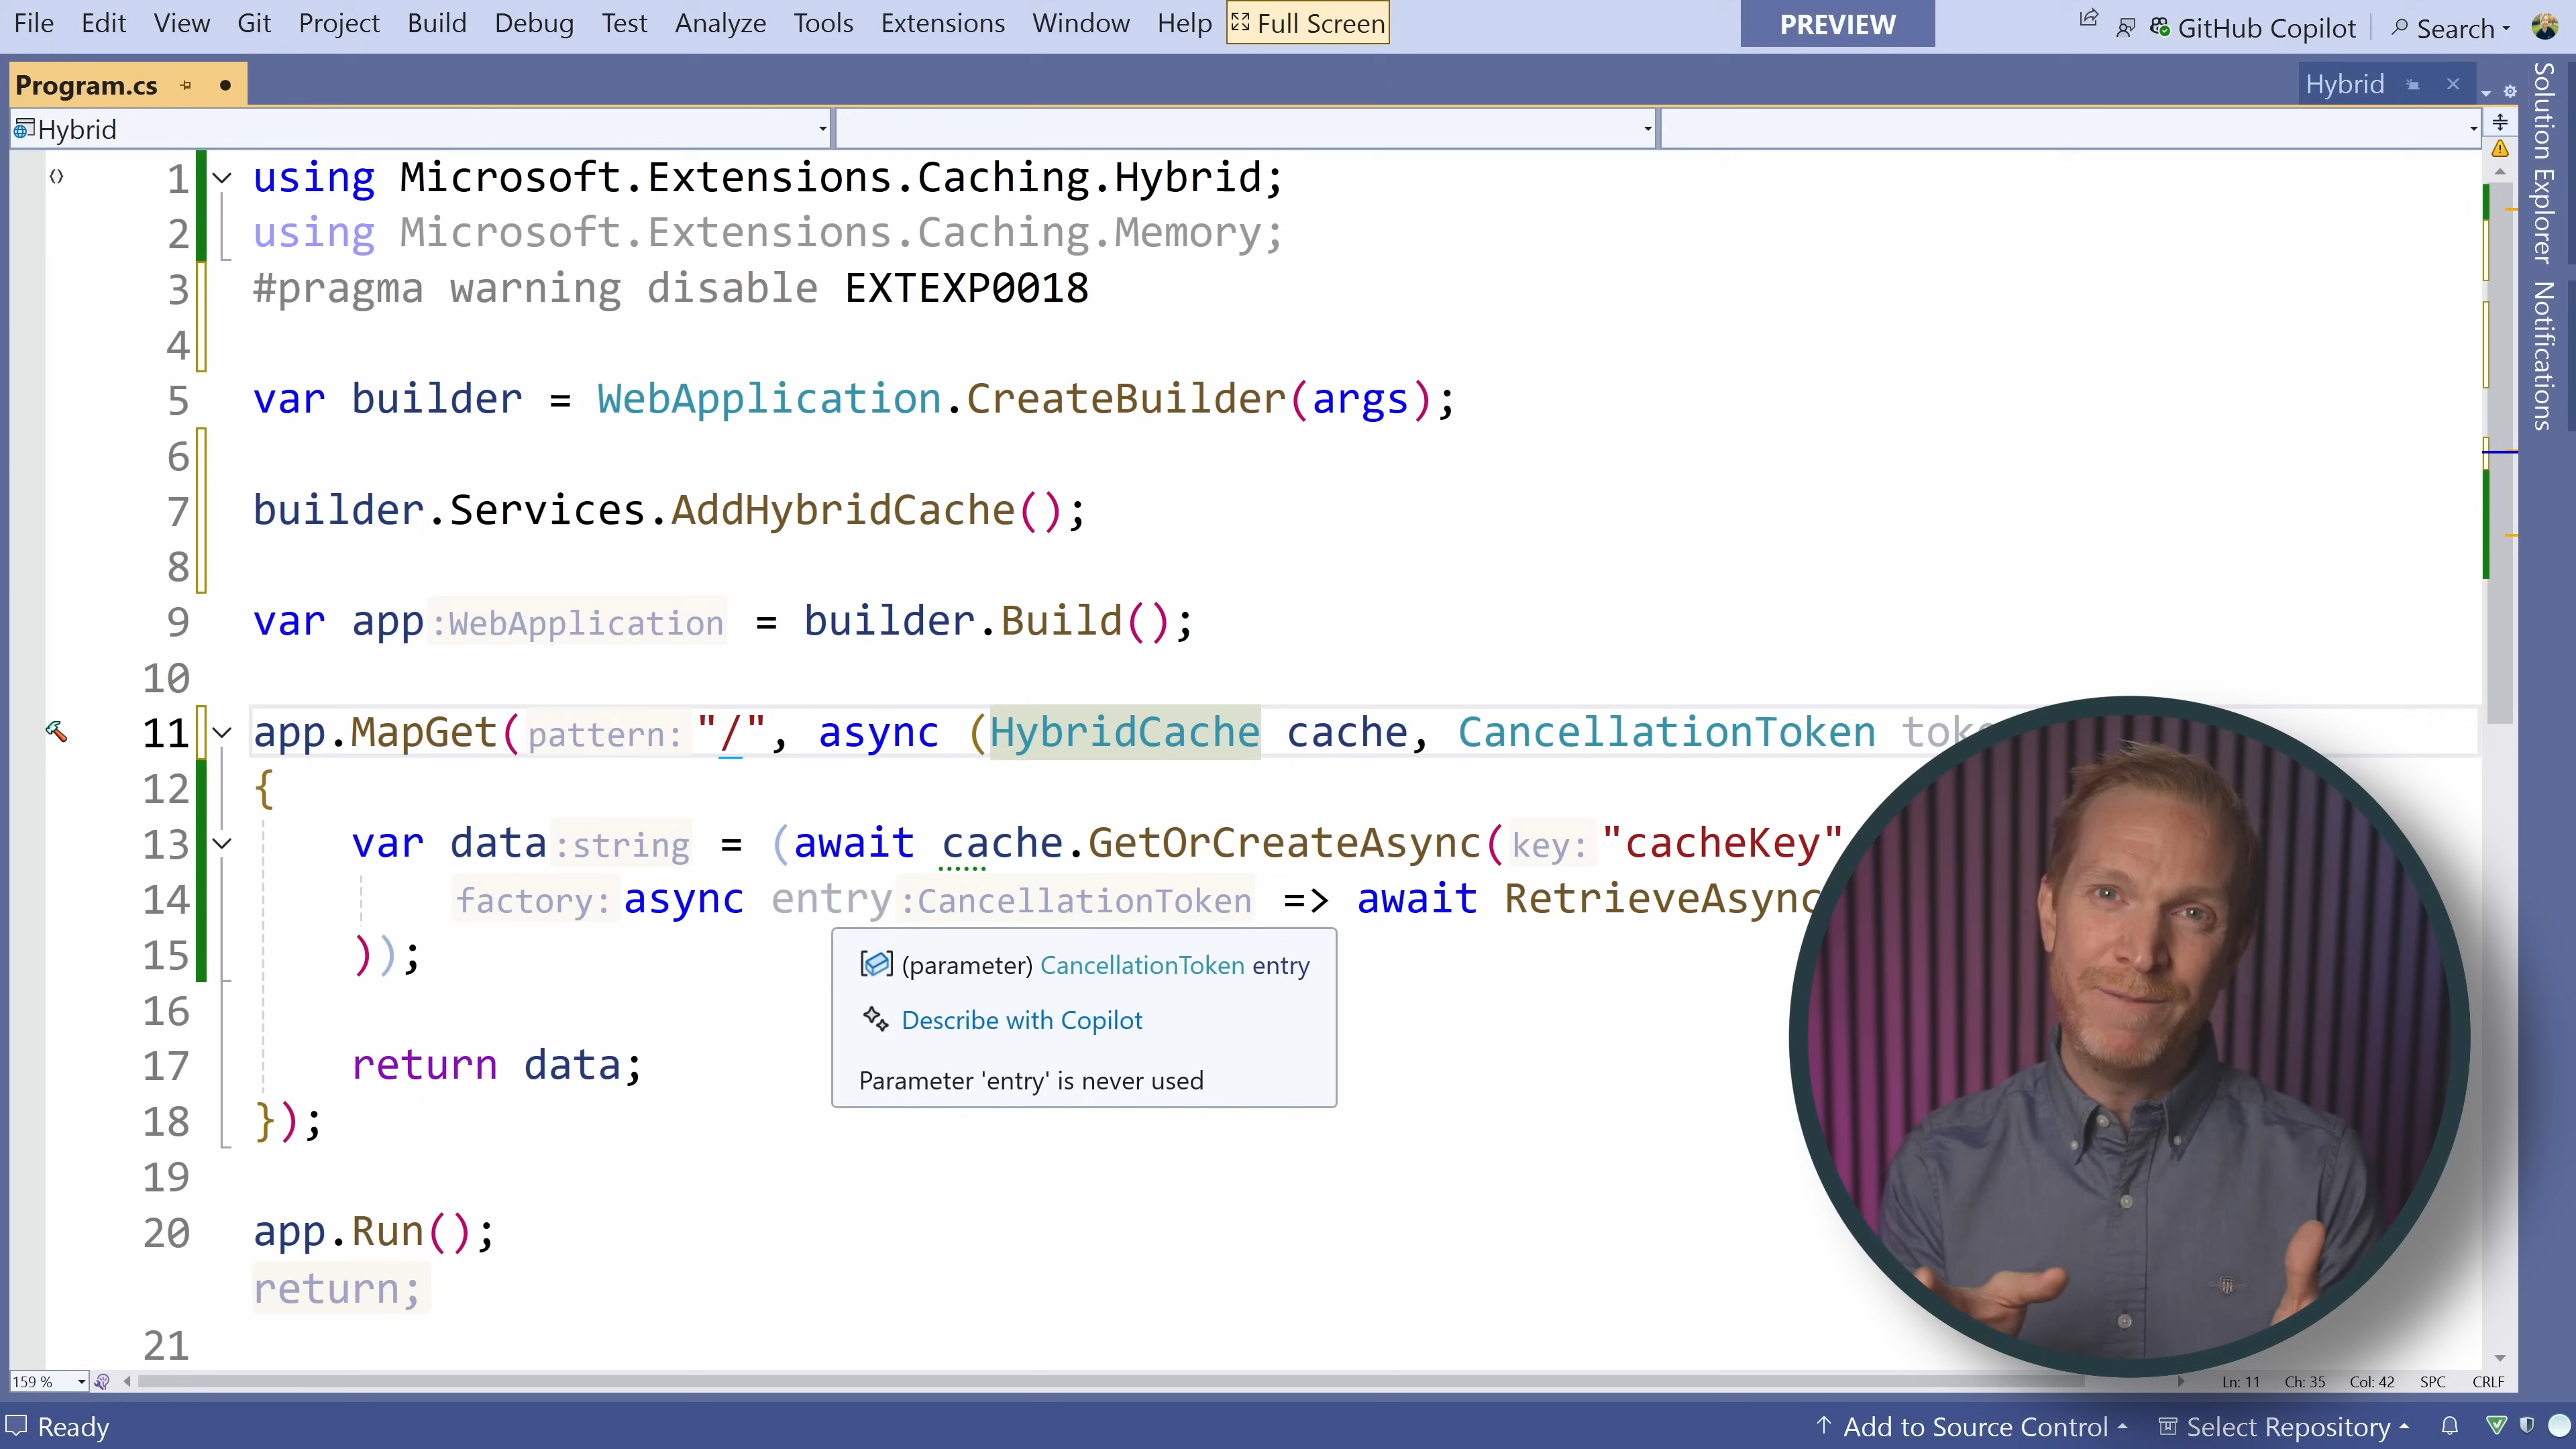 File Edit View Git Project Build Debug Test Analyze Tools Extensions Window Help Full Screen PREVIEW GitHub Copilot Search
Program.cs Hybrid
Hybrid
1 using Microsoft.Extensions.Caching.Hybrid;
2 using Microsoft.Extensions.Caching.Memory;
3 #pragma warning disable EXTEXP0018
4
5 var builder = WebApplication.CreateBuilder(args);
6
7 builder.Services.AddHybridCache();
8
9 var app:WebApplication = builder.Build();
10
11 app.MapGet(pattern: "/", async (HybridCache cache, CancellationToken
12 {
13 var data:string = (await cache.GetOrCreateAsync(key: "cacheKey"
14 factory: async entry:CancellationToken => await RetrieveAsync
15 ));
(parameter) CancellationToken entry
Describe with Copilot
Parameter 'entry' is never used
16
17 return data;
18 });
19
20 app.Run();
return;
21
159 % Ln: 11 Ch: 35 Col: 42 SPC CRLF
Ready Add to Source Control Select Repository
Solution Explorer
Notifications